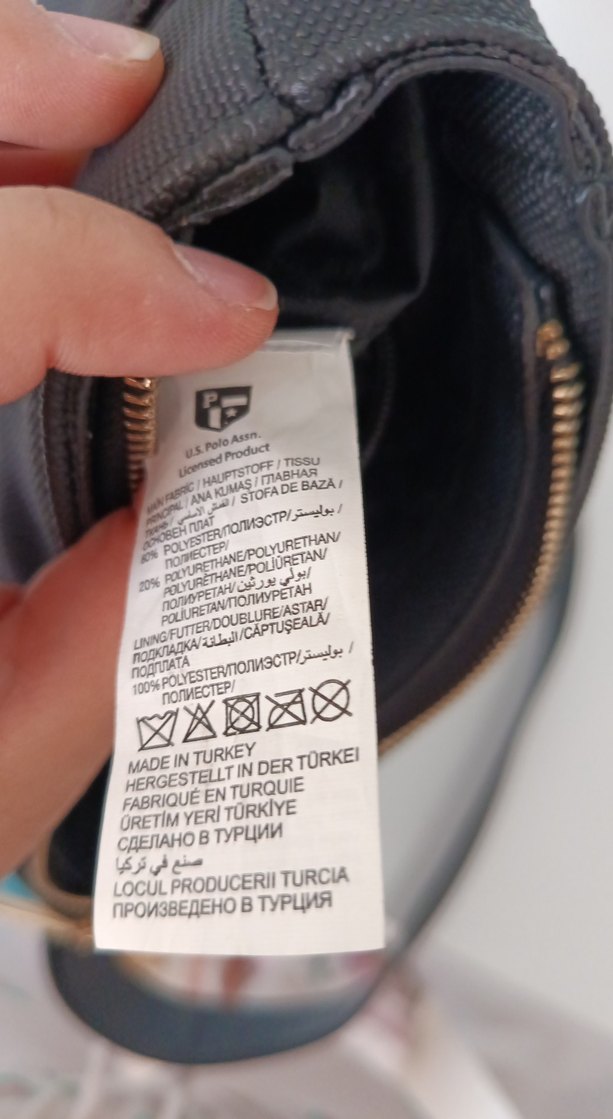 P
U.S. Polo Assn.
Licensed Product
MAIN FABRIC / HAUPTSTOFF / TISSU
PRINCIPAL / ANA KUMAŞ / ГЛАВНАЯ
ТКАНЬ / القماش الاساسي / STOFA DE BAZĂ /
ОСНОВЕН ПЛАТ
80% POLYESTER/ПОЛИЭСТР/بوليستر /
ПОЛИЕСТЕР/
20% POLYURETHANE/POLYURETHAN/
POLYURÉTHANE/POLİÜRETAN/
ПОЛИУРЕТАН/بولي يورثين/
POLIURETAN/ПОЛИУРЕТАН
LINING/FUTTER/DOUBLURE/ASTAR/
ПОДКЛАДКА/البطانة/CĂPTUŞEALĂ/
ПОДПЛАТА
100% POLYESTER/ПОЛИЭСТР/بوليستر /
ПОЛИЕСТЕР/
MADE IN TURKEY
HERGESTELLT IN DER TÜRKEI
FABRIQUÉ EN TURQUIE
ÜRETİM YERİ TÜRKİYE
СДЕЛАНО В ТУРЦИИ
صنع في تركيا
LOCUL PRODUCERII TURCIA
ПРОИЗВЕДЕНО В ТУРЦИЯ